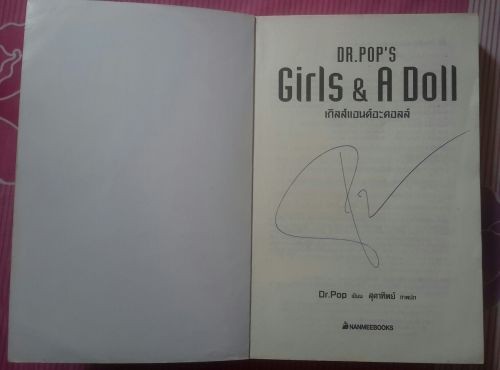 DR.POP'S
Girls & A Doll
เกิลส์แอนด์อะดอลล์
Dr.Pop เขียน สุดาทิพย์ ภาพปก
NANMEEBOOKS